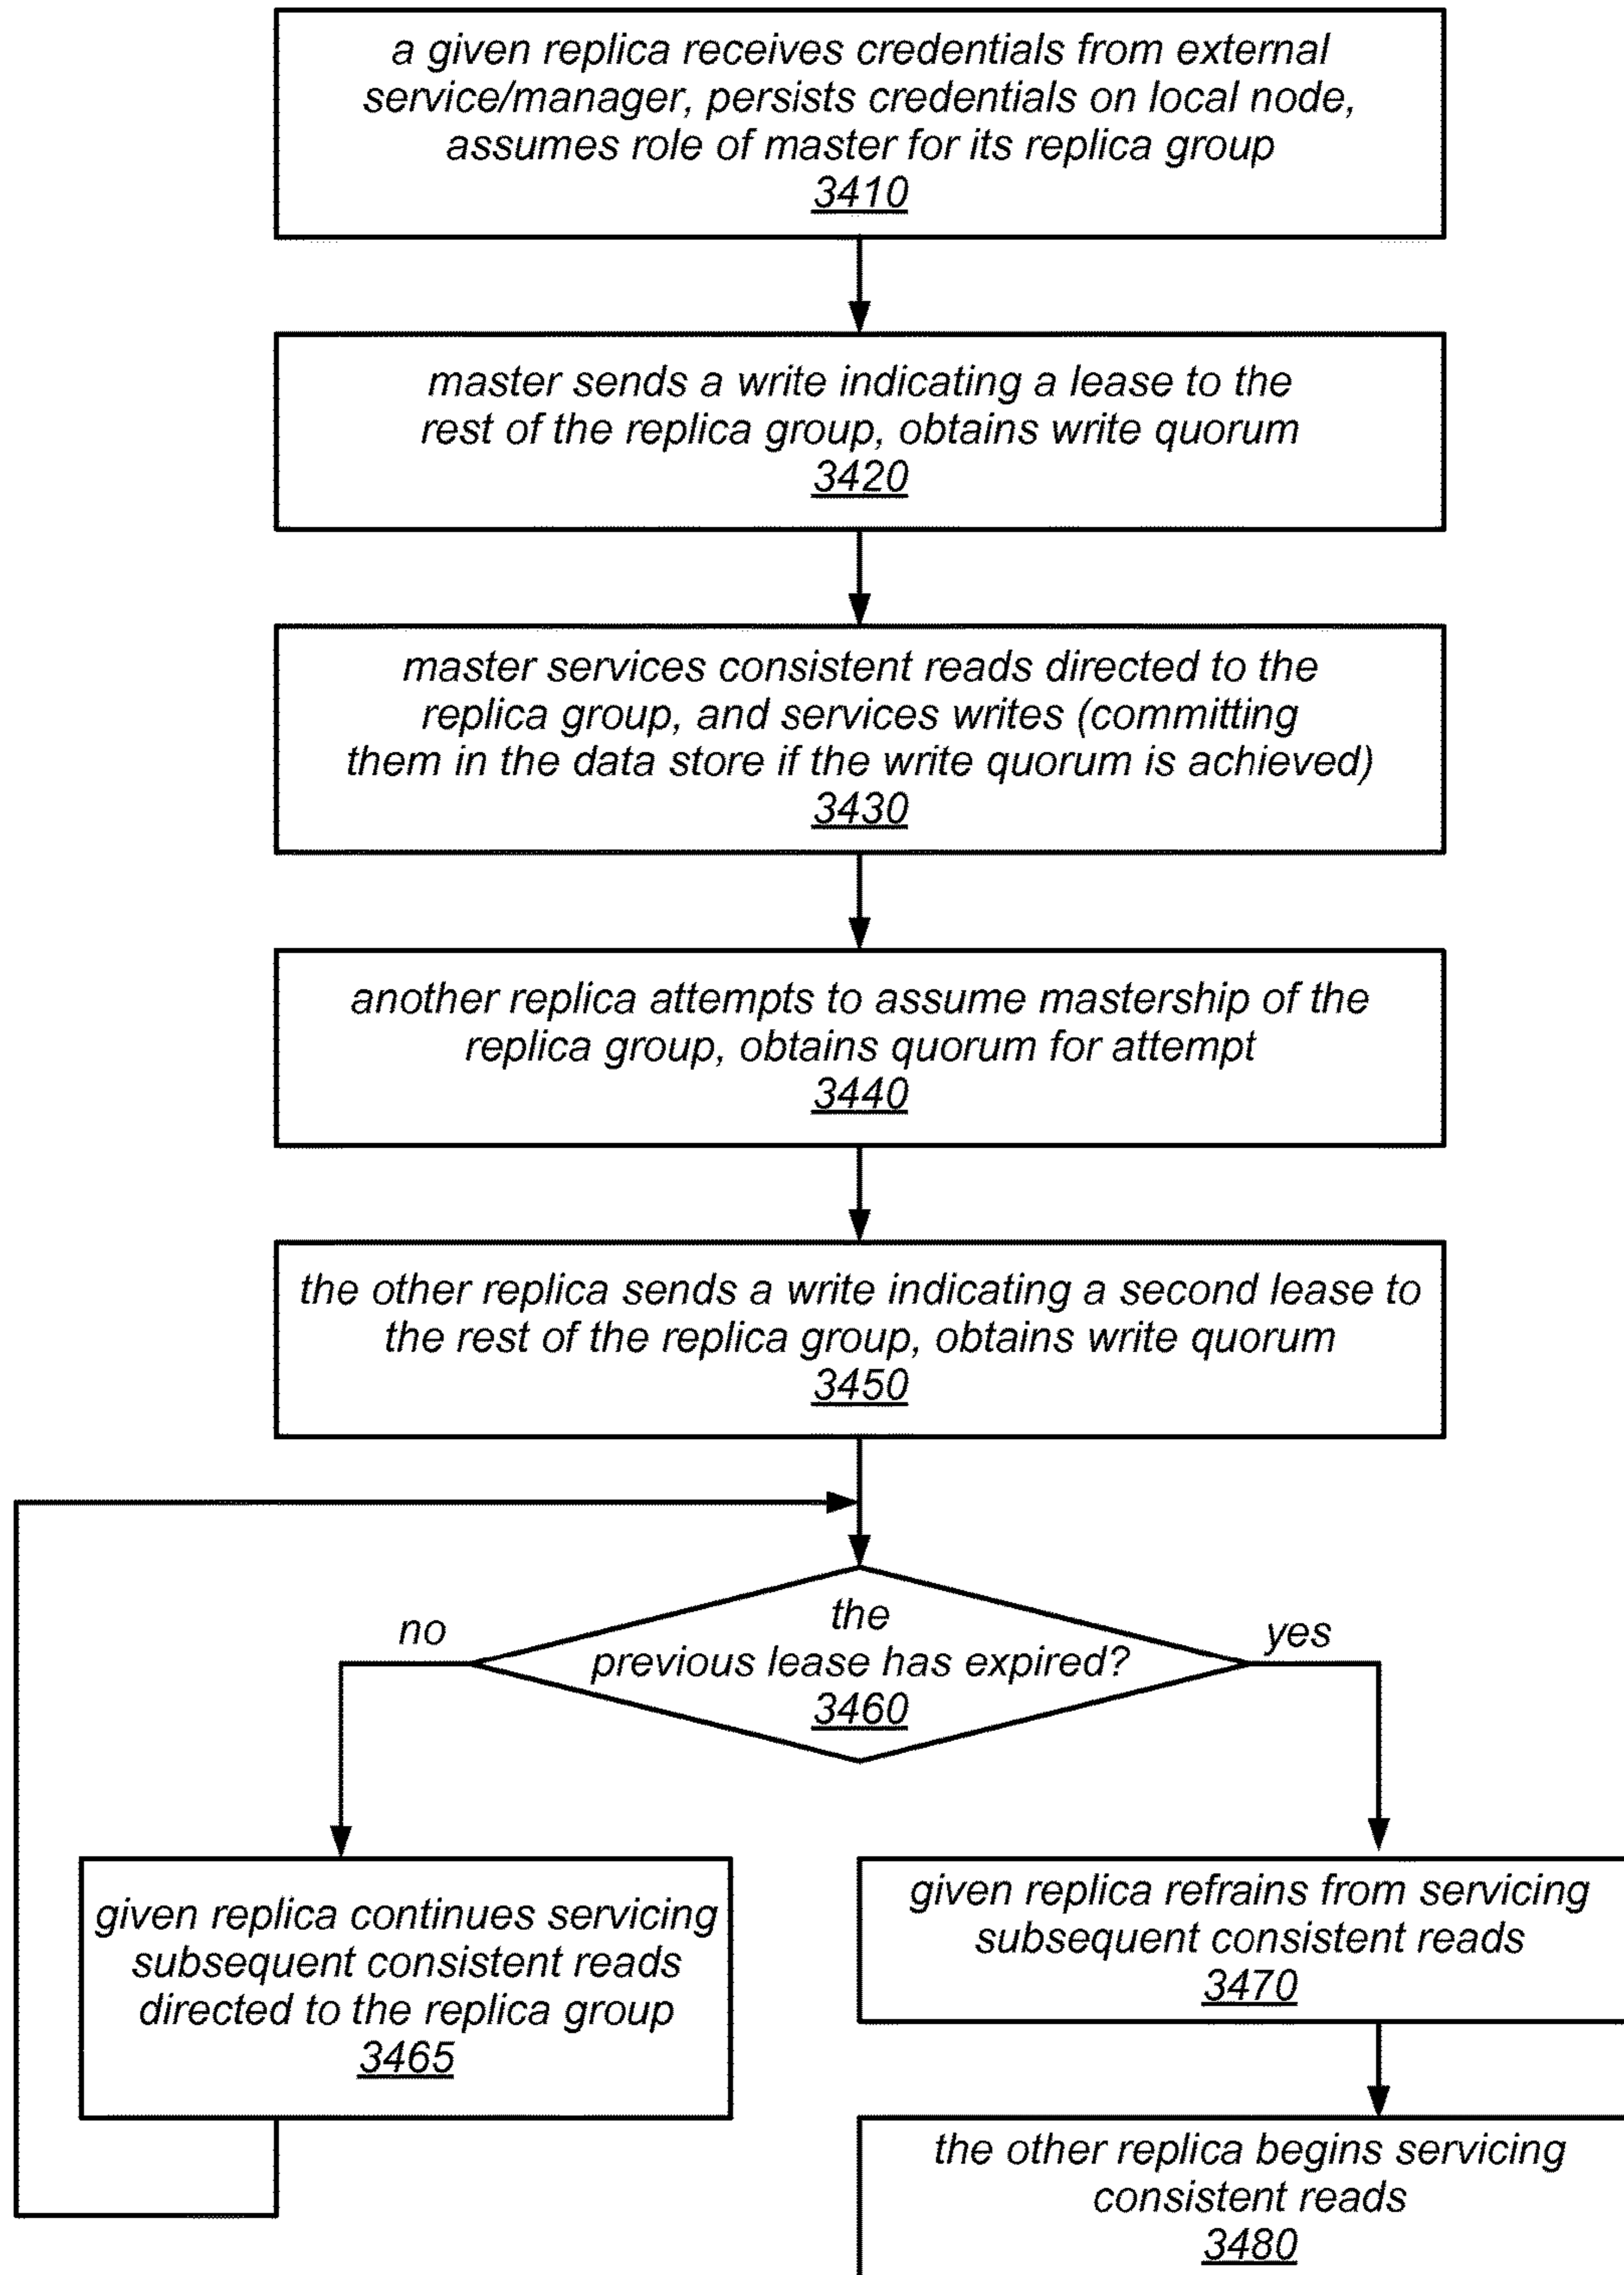 a given replica receives credentials from external
service/manager, persists credentials on local node,
assumes role of master for its replica group
3410
master sends a write indicating a lease to the
rest of the replica group, obtains write quorum
3420
master services consistent reads directed to the
replica group, and services writes (committing
them in the data store if the write quorum is achieved)
3430
another replica attempts to assume mastership of the
replica group, obtains quorum for attempt
3440
the other replica sends a write indicating a second lease to
the rest of the replica group, obtains write quorum
3450
the
previous lease has expired?
3460
no
yes
given replica continues servicing
subsequent consistent reads
directed to the replica group
3465
given replica refrains from servicing
subsequent consistent reads
3470
the other replica begins servicing
consistent reads
3480